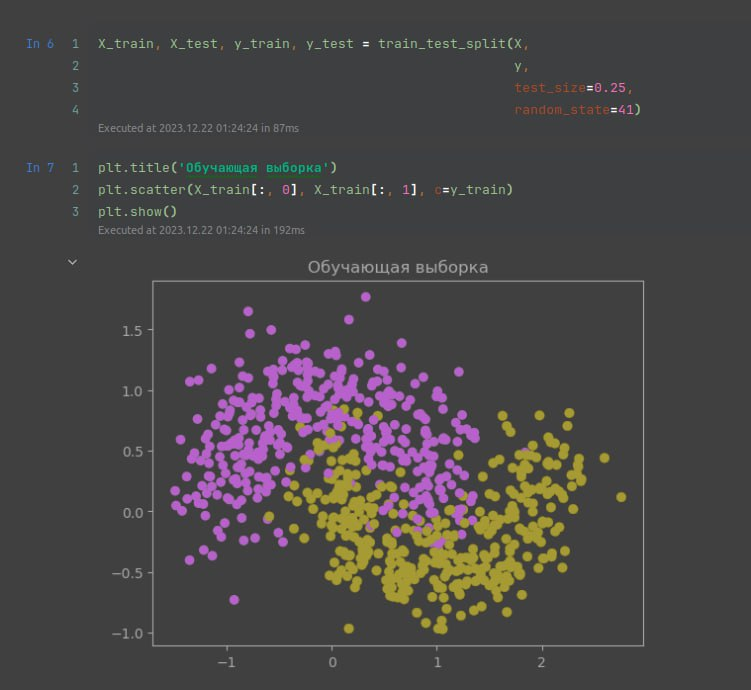 In 6 1 X_train, X_test, y_train, y_test = train_test_split(X,
2 y,
3 test_size=0.25,
4 random_state=41)
Executed at 2023.12.22 01:24:24 in 87ms
In 7 1 plt.title('Обучающая выборка')
2 plt.scatter(X_train[:, 0], X_train[:, 1], c=y_train)
3 plt.show()
Executed at 2023.12.22 01:24:24 in 192ms
Обучающая выборка
1.5
1.0
0.5
0.0
−0.5
−1.0
−1 0 1 2